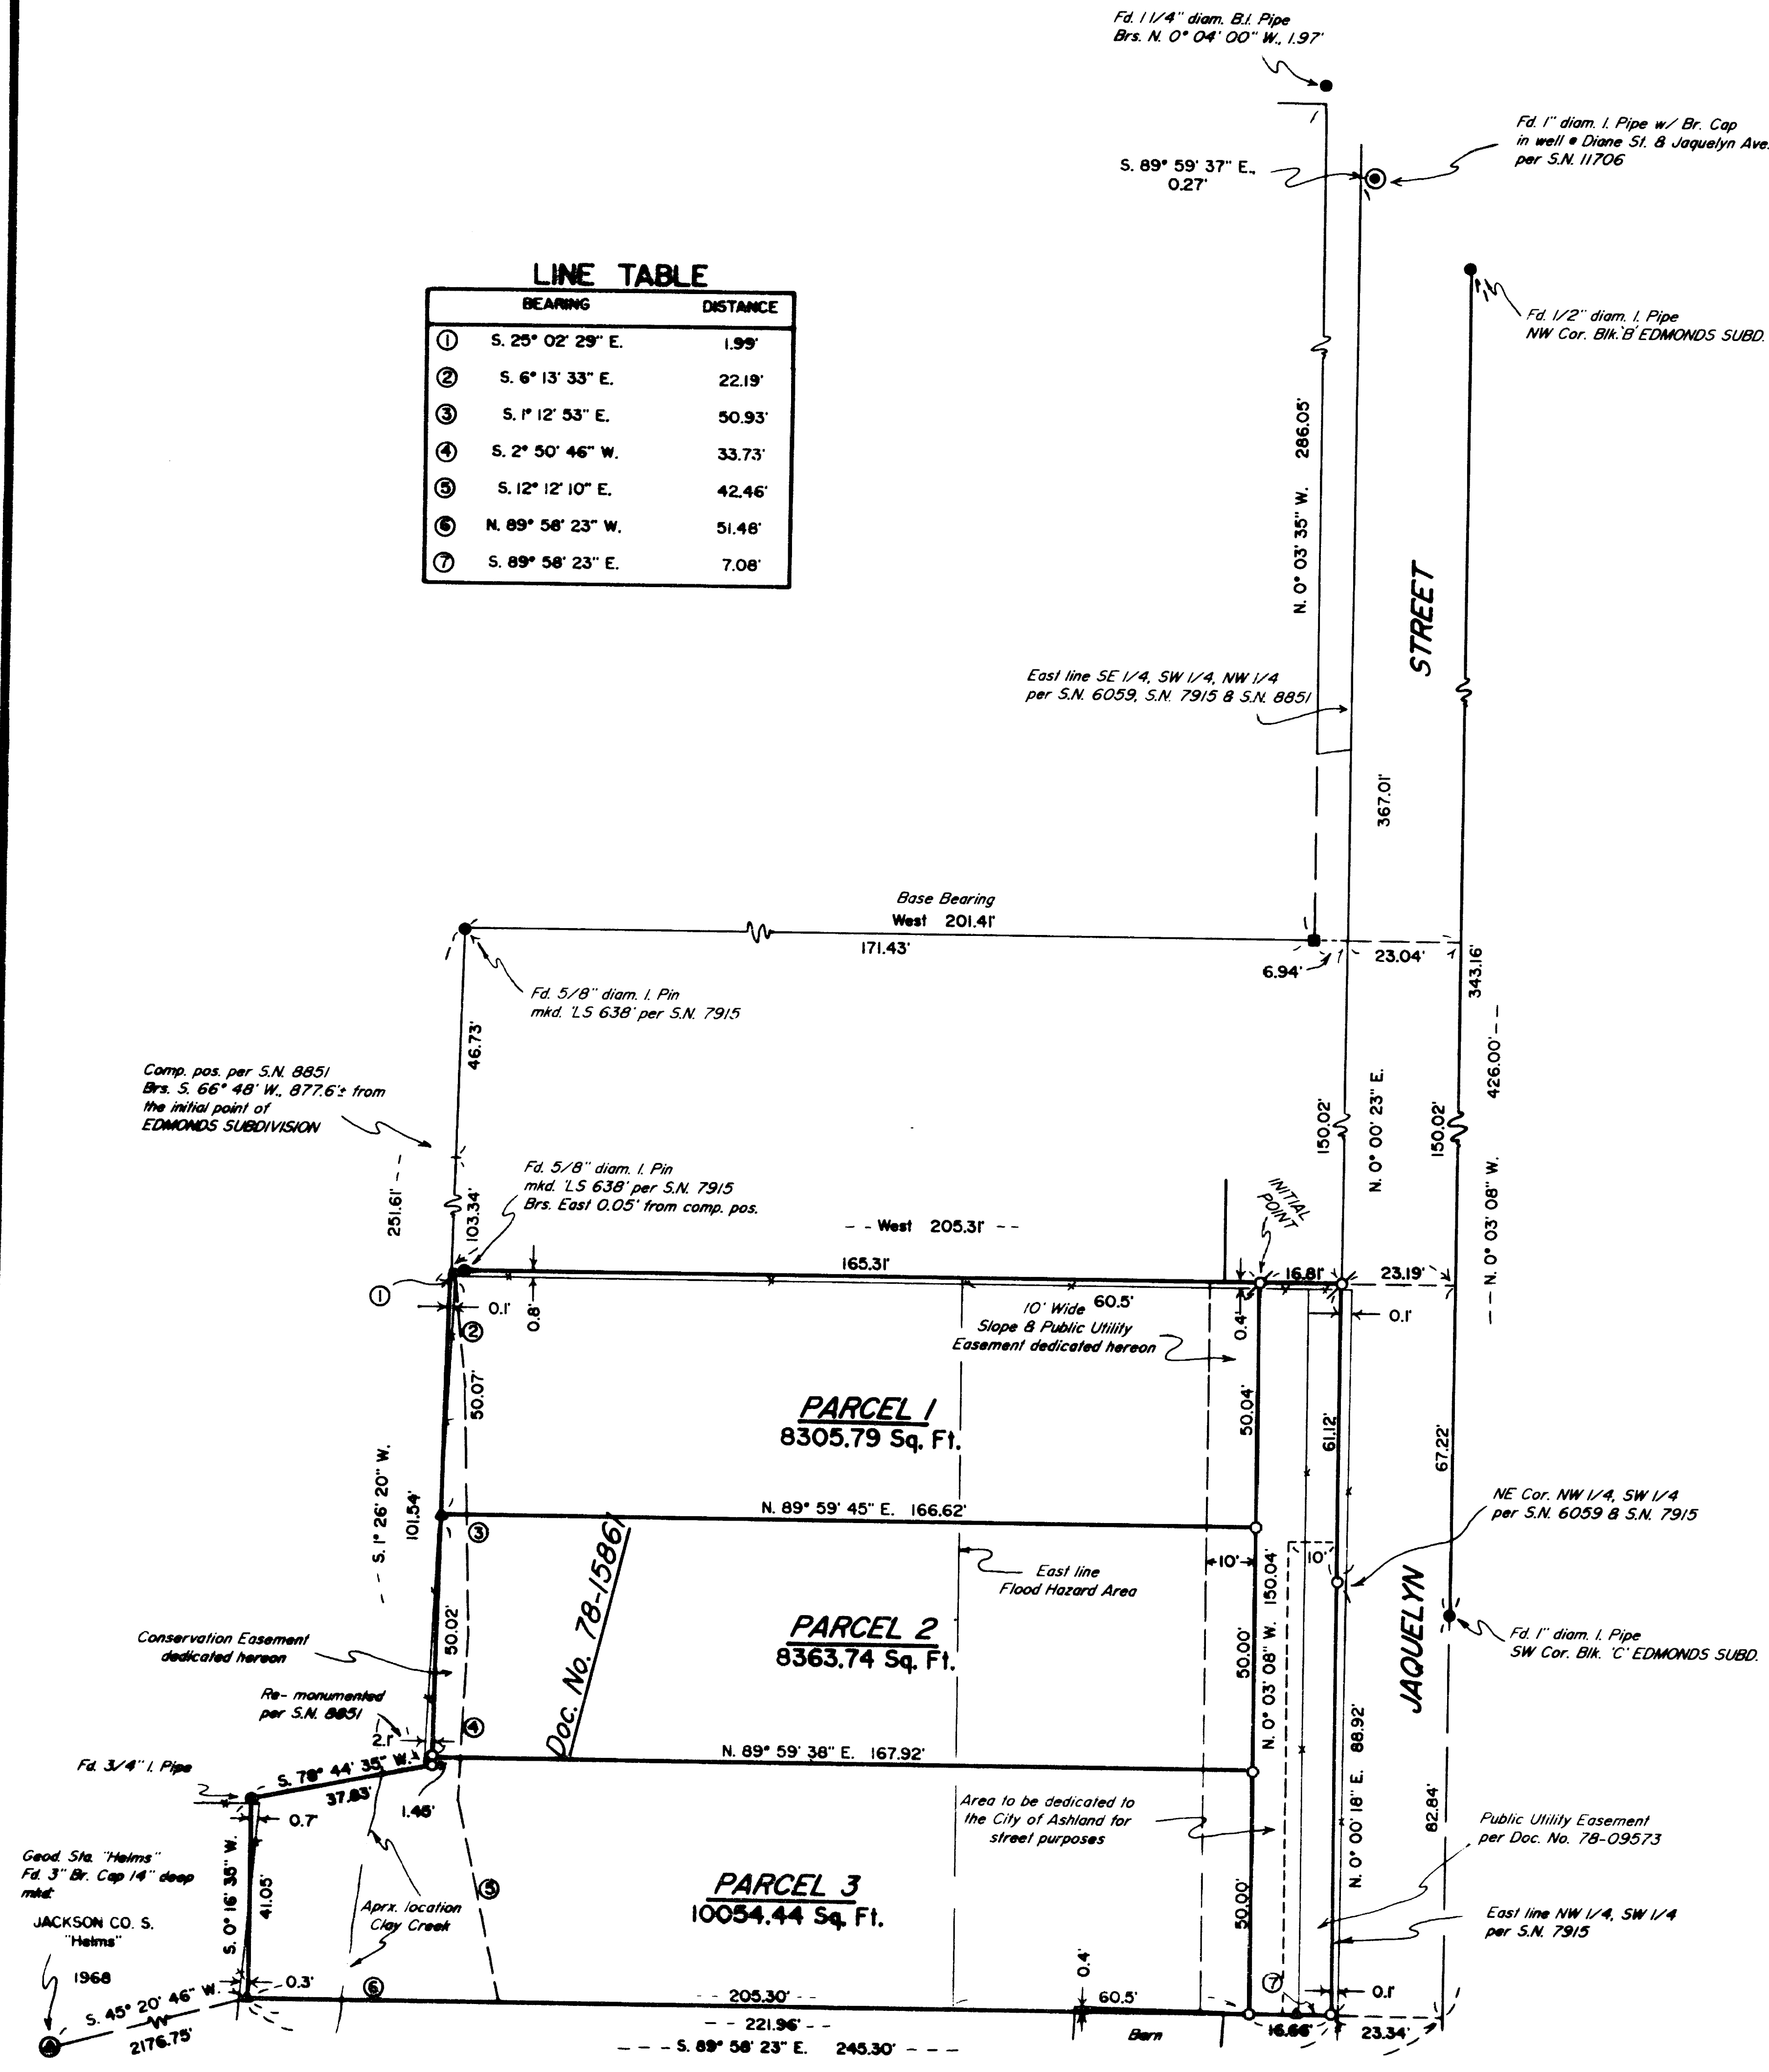 Fd. 1 1/4" diam. B.I. Pipe
Brs. N. 0° 04' 00" W., 1.97'
Fd. 1" diam. I. Pipe w/ Br. Cap
in well @ Diane St. & Jaquelyn Ave.
per S.N. 11706
S. 89° 59' 37" E.,
0.27'
Fd. 1/2" diam. I. Pipe
NW Cor. Blk. 'B' EDMONDS SUBD.
LINE TABLE
BEARING DISTANCE
① S. 25° 02' 29" E. 1.99'
② S. 6° 13' 33" E. 22.19'
③ S. 1° 12' 53" E. 50.93'
④ S. 2° 50' 46" W. 33.73'
⑤ S. 12° 12' 10" E. 42.46'
⑥ N. 89° 58' 23" W. 51.48'
⑦ S. 89° 58' 23" E. 7.08'
N. 0° 03' 35" W. 286.05'
STREET
East line SE 1/4, SW 1/4, NW 1/4
per S.N. 6059, S.N. 7915 & S.N. 8851
367.01'
Base Bearing
West 201.41'
171.43'
6.94'
23.04'
343.16'
Fd. 5/8" diam. I. Pin
mkd. 'LS 638' per S.N. 7915
46.73'
Comp. pos. per S.N. 8851
Brs. S. 66° 48' W., 877.6'± from
the initial point of
EDMONDS SUBDIVISION
--- N. 0° 03' 08" W. 426.00' ---
N. 0° 00' 23" E.
150.02'
150.02'
251.61' ---
103.34'
Fd. 5/8" diam. I. Pin
mkd. 'LS 638' per S.N. 7915
Brs. East 0.05' from comp. pos.
INITIAL
POINT
-- West 205.31' --
165.31'
16.81'
23.19'
①
0.1'
0.8'
②
60.5'
0.4'
0.1'
10' Wide
Slope & Public Utility
Easement dedicated hereon
50.07'
PARCEL 1
8305.79 Sq. Ft.
50.04'
61.12'
67.22'
--- S. 1° 26' 20" W.
101.54'
N. 89° 59' 45" E. 166.62'
③
NE Cor. NW 1/4, SW 1/4
per S.N. 6059 & S.N. 7915
Doc. No. 78-15861
East line
Flood Hazard Area
10'
10'
N. 0° 03' 08" W. 150.04'
50.02'
PARCEL 2
8363.74 Sq. Ft.
50.00'
JAQUELYN
Conservation Easement
dedicated hereon
Fd. 1" diam. I. Pipe
SW Cor. Blk. 'C' EDMONDS SUBD.
Re-monumented
per S.N. 8851
2.1'
④
N. 89° 59' 38" E. 167.92'
Fd. 3/4" I. Pipe
S. 78° 44' 35" W.
37.83'
1.45'
0.7'
N. 0° 00' 18" E. 88.92'
82.84'
Area to be dedicated to
the City of Ashland for
street purposes
Public Utility Easement
per Doc. No. 78-09573
Geod. Sta. "Helms"
Fd. 3" Br. Cap 14" deep
mkd:
JACKSON CO. S.
"Helms"
1968
S. 0° 16' 35" W.
41.05'
Aprx. location
Clay Creek
⑤
PARCEL 3
10054.44 Sq. Ft.
50.00'
East line NW 1/4, SW 1/4
per S.N. 7915
S. 45° 20' 46" W.
2176.75'
0.3'
⑥
0.4'
⑦
0.1'
-- 205.30' --
60.5'
-- 221.96' --
Barn
16.66'
23.34'
--- S. 89° 58' 23" E. 245.30' ---